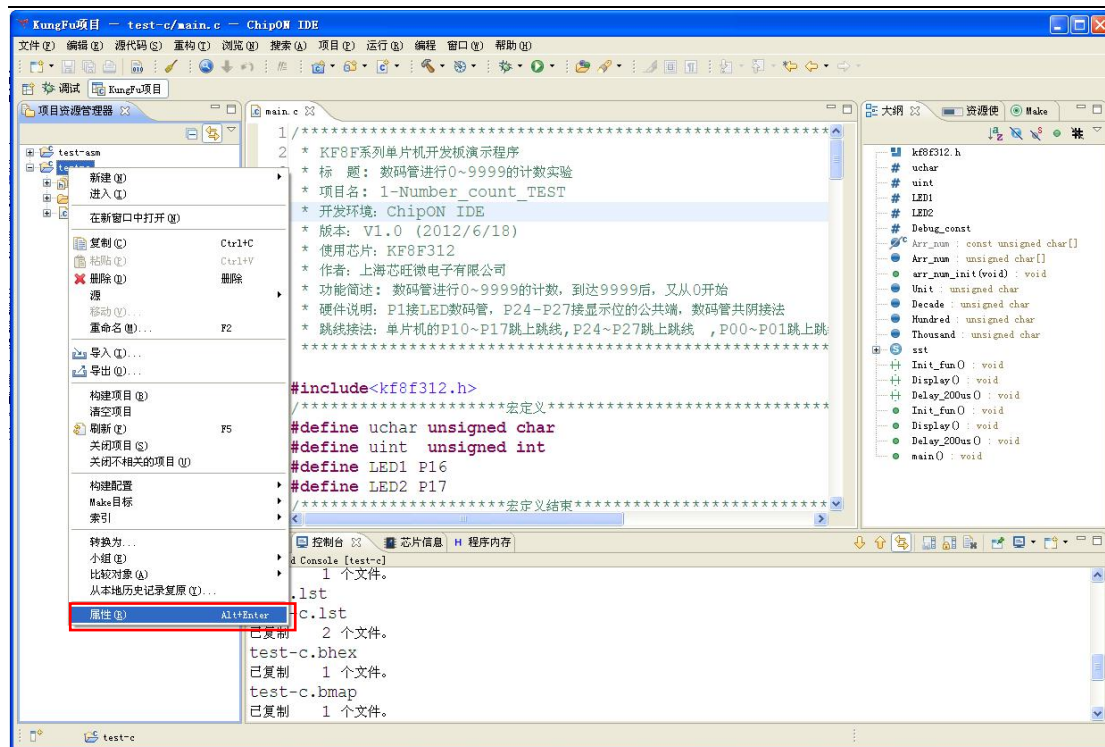 KungFu项目 — test-c/main.c — ChipON IDE
文件(F) 编辑(E) 源代码(S) 重构(T) 浏览(N) 搜索(A) 项目(P) 运行(R) 编程 窗口(W) 帮助(H)
调试 KungFu项目
项目资源管理器
test-asm
新建(N)
进入(I)
在新窗口中打开(N)
复制(C) Ctrl+C
粘贴(P) Ctrl+V
删除(D) 删除
源
移动(V)...
重命名(M)... F2
导入(I)...
导出(O)...
构建项目(B)
清空项目
刷新(F) F5
关闭项目(S)
关闭不相关的项目(U)
构建配置
Make目标
索引
转换为...
小组(E)
比较对象(A)
从本地历史记录复原(Y)...
属性(R) Alt+Enter
main.c
1 /******************************************************
2 * KF8F系列单片机开发板演示程序
* 标 题: 数码管进行0~9999的计数实验
* 项目名: 1-Number_count_TEST
* 开发环境: ChipON IDE
* 版本: V1.0 (2012/6/18)
* 使用芯片: KF8F312
* 作者: 上海芯旺微电子有限公司
* 功能简述: 数码管进行0~9999的计数, 到达9999后, 又从0开始
* 硬件说明: P1接LED数码管, P24-P27接显示位的公共端, 数码管共阴接法
* 跳线接法: 单片机的P10~P17跳上跳线,P24~P27跳上跳线 ,P00~P01跳上跳
******************************************************
#include<kf8f312.h>
/*********************宏定义*****************************
#define uchar unsigned char
#define uint unsigned int
#define LED1 P16
#define LED2 P17
/*********************宏定义结束**************************
大纲 资源使 Make
kf8f312.h
uchar
uint
LED1
LED2
Debug_const
Arr_num : const unsigned char[]
Arr_num : unsigned char[]
arr_num_init(void) : void
Unit : unsigned char
Decade : unsigned char
Hundred : unsigned char
Thousand : unsigned char
sst
Init_fun() : void
Display() : void
Delay_200us() : void
Init_fun() : void
Display() : void
Delay_200us() : void
main() : void
控制台 芯片信息 H 程序内存
d Console [test-c]
1 个文件。
.lst
-c.lst
已复制 2 个文件。
test-c.bhex
已复制 1 个文件。
test-c.bmap
已复制 1 个文件。
test-c